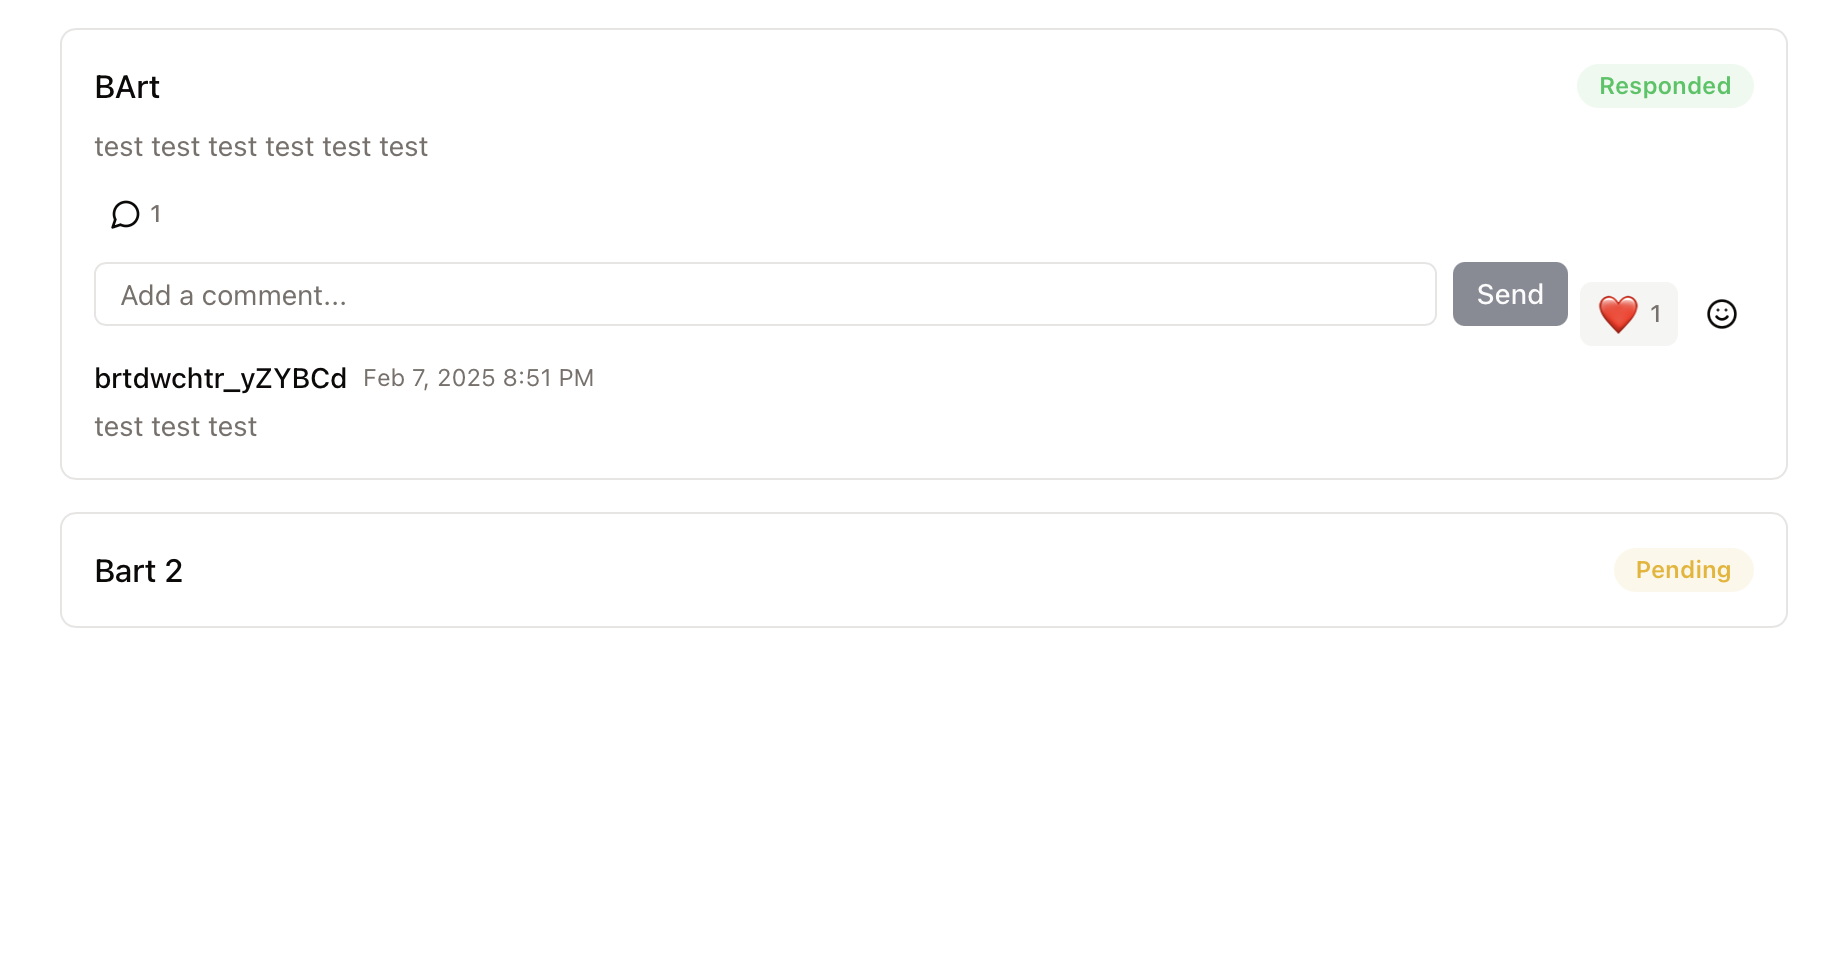 BArt
Responded
test test test test test test
1
Add a comment...
Send
❤️ 1
brtdwchtr_yZYBCd Feb 7, 2025 8:51 PM
test test test
Bart 2
Pending